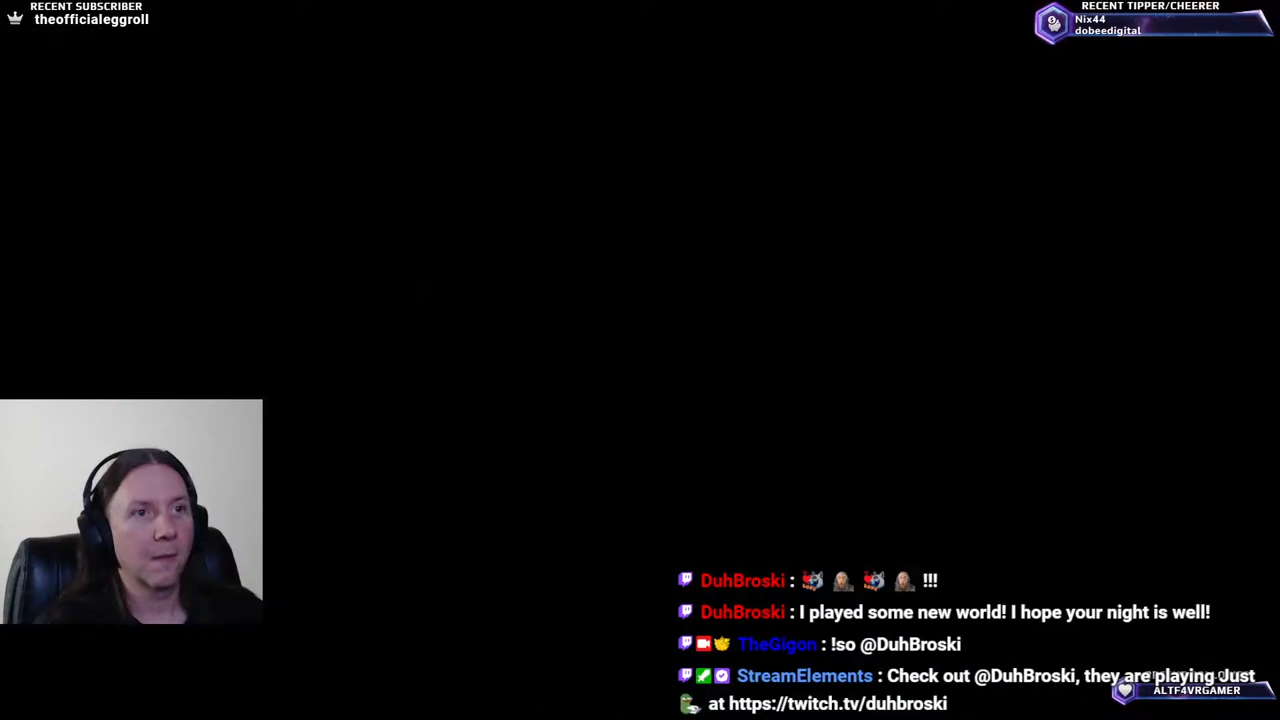 RECENT SUBSCRIBER
theofficialeggroll
RECENT TIPPER/CHEERER
Nix44
dobeedigital
DuhBroski : !!!
DuhBroski : I played some new world! I hope your night is well!
TheGigon : !so @DuhBroski
StreamElements : Check out @DuhBroski, they are playing Just
at https://twitch.tv/duhbroski
ALTF4VRGAMER